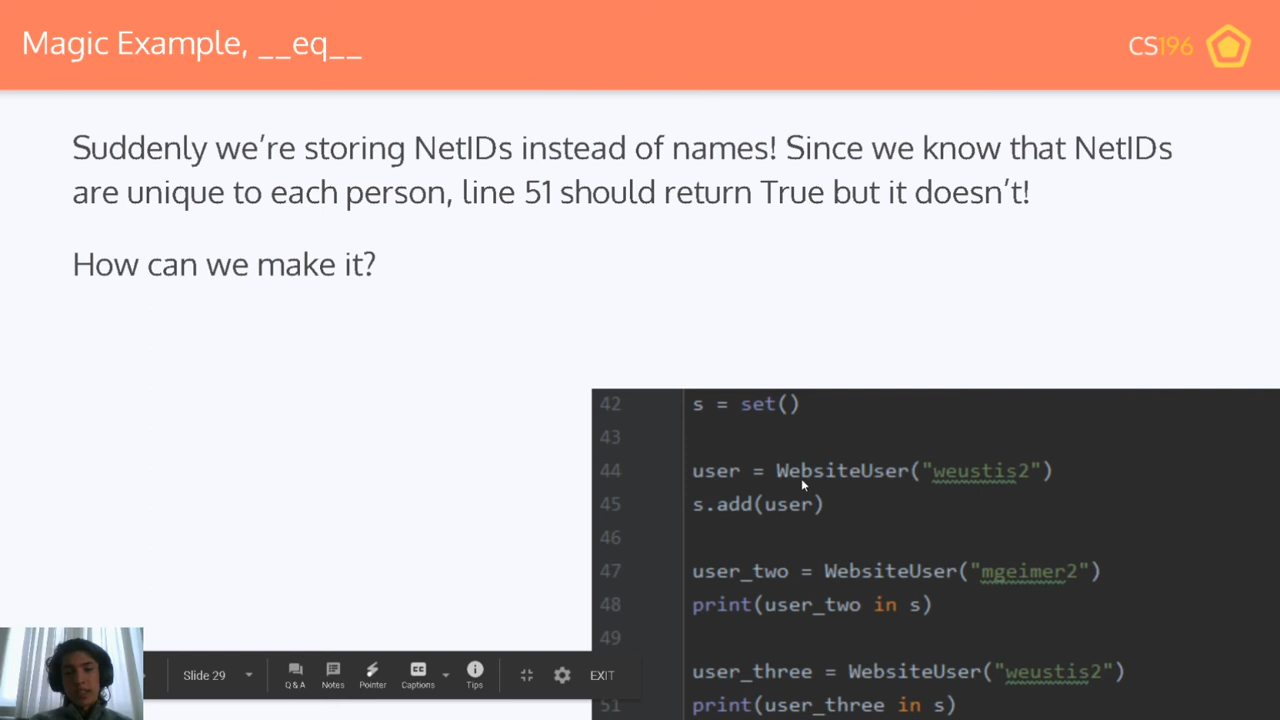 Magic Example, __eq__
CS196
Suddenly we're storing NetIDs instead of names! Since we know that NetIDs
are unique to each person, line 51 should return True but it doesn't!
How can we make it?
42 s = set()
43
44 user = WebsiteUser("weustis2")
45 s.add(user)
46
47 user_two = WebsiteUser("mgeimer2")
48 print(user_two in s)
49
user_three = WebsiteUser("weustis2")
51 print(user_three in s)
Slide 29
Q & A
Notes
Pointer
CC
Captions
Tips
EXIT